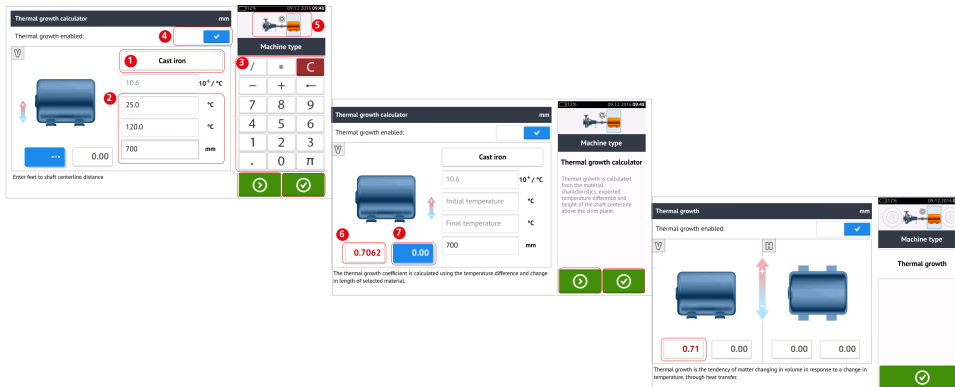 Thermal growth calculator mm
Thermal growth enabled:
4
V
1
Cast iron
10.6 10⁻⁶ / °C
2
25.0 °C
120.0 °C
700 mm
--- 0.00
Enter feet to shaft centerline distance
12% 09.12.2016 09:48
5
Machine type
3
/ * C
− + ←
7 8 9
4 5 6
1 2 3
. 0 π
Thermal growth calculator mm
Thermal growth enabled:
V
Cast iron
10.6 10⁻⁶ / °C
Initial temperature °C
Final temperature °C
700 mm
6 7
0.7062 0.00
The thermal growth coefficient is calculated using the temperature difference and change
in length of selected material.
12% 09.12.2016 09:48
Machine type
Thermal growth calculator
Thermal growth is calculated
from the material
characteristics, expected
temperature difference and
height of the shaft centerline
above the shim plane.
Thermal growth mm
Thermal growth enabled:
V H
0.71 0.00 0.00 0.00
Thermal growth is the tendency of matter changing in volume in response to a change in
temperature, through heat transfer.
12% 09.12.2016
Machine type
Thermal growth